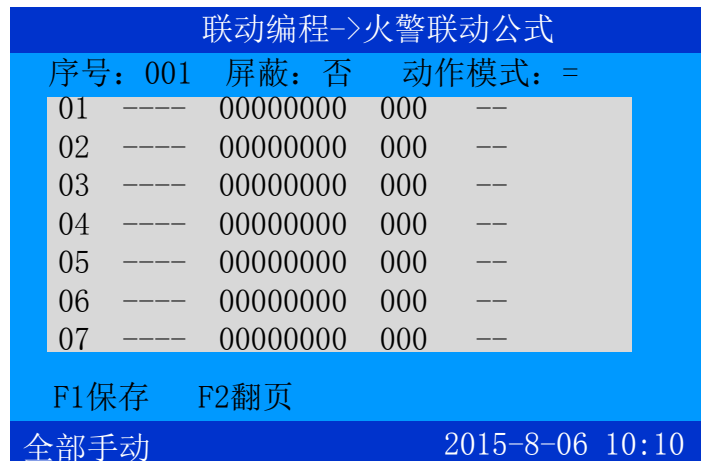 联动编程->火警联动公式
序号：001 屏蔽：否 动作模式：=
01 ---- 00000000 000 --
02 ---- 00000000 000 --
03 ---- 00000000 000 --
04 ---- 00000000 000 --
05 ---- 00000000 000 --
06 ---- 00000000 000 --
07 ---- 00000000 000 --
F1保存 F2翻页
全部手动 2015-8-06 10:10